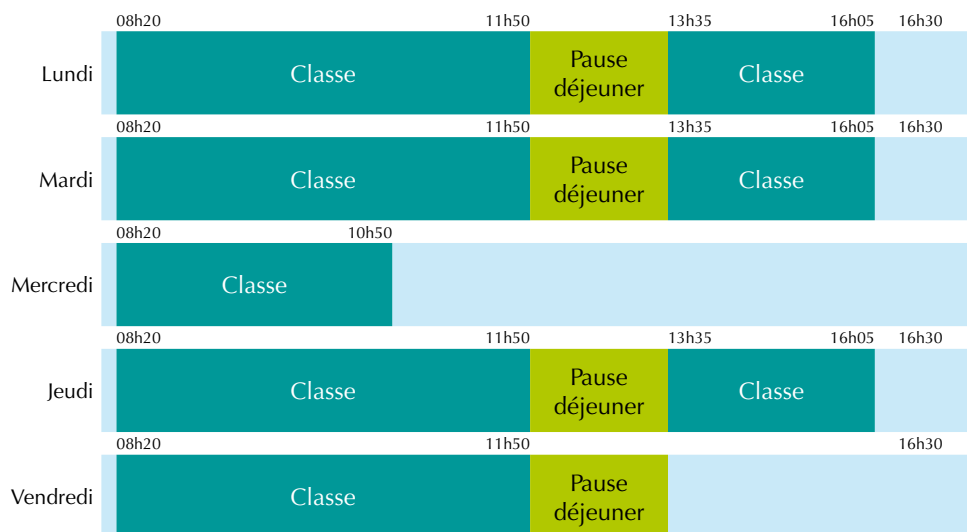 08h20 11h50 13h35 16h05 16h30
Lundi Classe Pause déjeuner Classe
08h20 11h50 13h35 16h05 16h30
Mardi Classe Pause déjeuner Classe
08h20 10h50
Mercredi Classe
08h20 11h50 13h35 16h05 16h30
Jeudi Classe Pause déjeuner Classe
08h20 11h50 16h30
Vendredi Classe Pause déjeuner